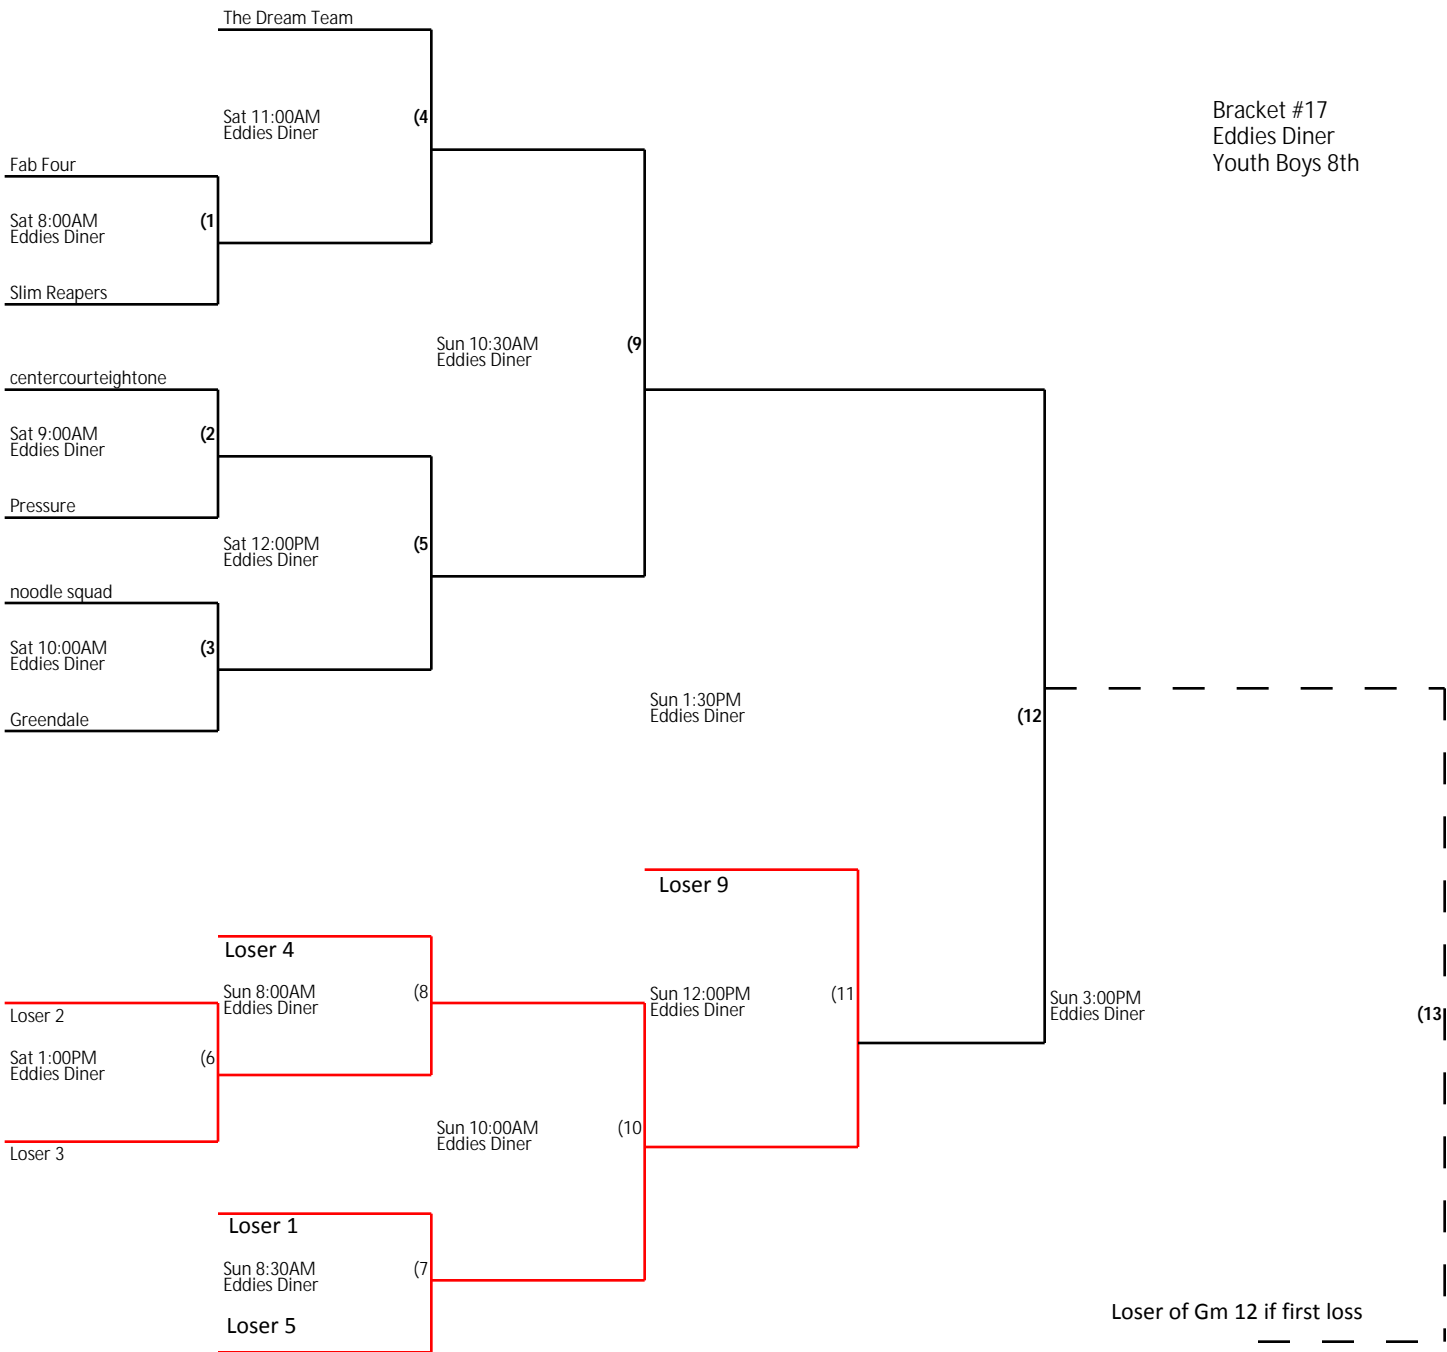 The Dream Team
Bracket #17
Eddies Diner
Youth Boys 8th
Sat 11:00AM
Eddies Diner
(4
Fab Four
Sat 8:00AM
Eddies Diner
(1
Slim Reapers
Sun 10:30AM
Eddies Diner
(9
centercourteightone
Sat 9:00AM
Eddies Diner
(2
Pressure
Sat 12:00PM
Eddies Diner
(5
noodle squad
Sat 10:00AM
Eddies Diner
(3
Greendale
Sun 1:30PM
Eddies Diner
(12
Loser 9
Loser 4
Sun 8:00AM
Eddies Diner
(8
Sun 12:00PM
Eddies Diner
(11
Sun 3:00PM
Eddies Diner
(13
Loser 2
Sat 1:00PM
Eddies Diner
(6
Loser 3
Sun 10:00AM
Eddies Diner
(10
Loser 1
Sun 8:30AM
Eddies Diner
(7
Loser 5
Loser of Gm 12 if first loss